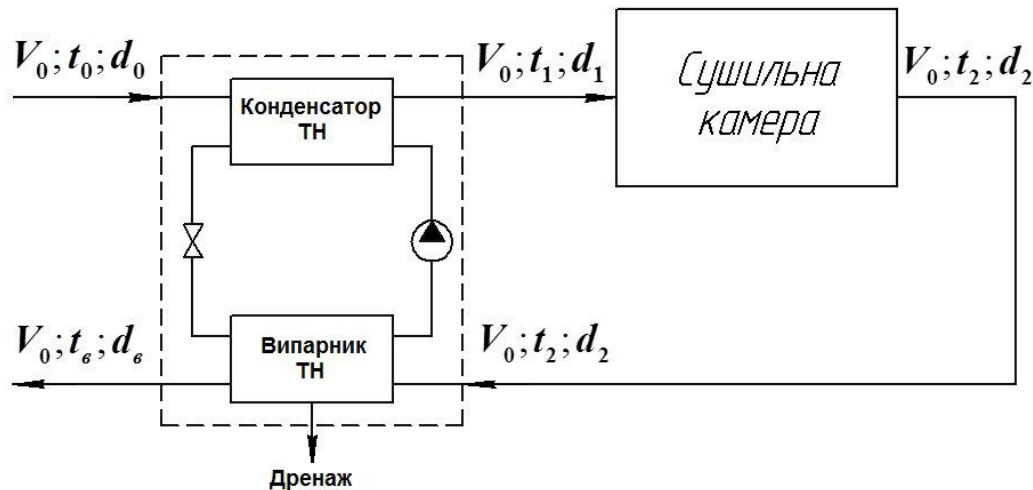 V₀; t₀; d₀
V₀; t₁; d₁
Сушильна
камера
V₀; t₂; d₂
Конденсатор
ТН
V₀; tв; dв
Випарник
ТН
V₀; t₂; d₂
Дренаж